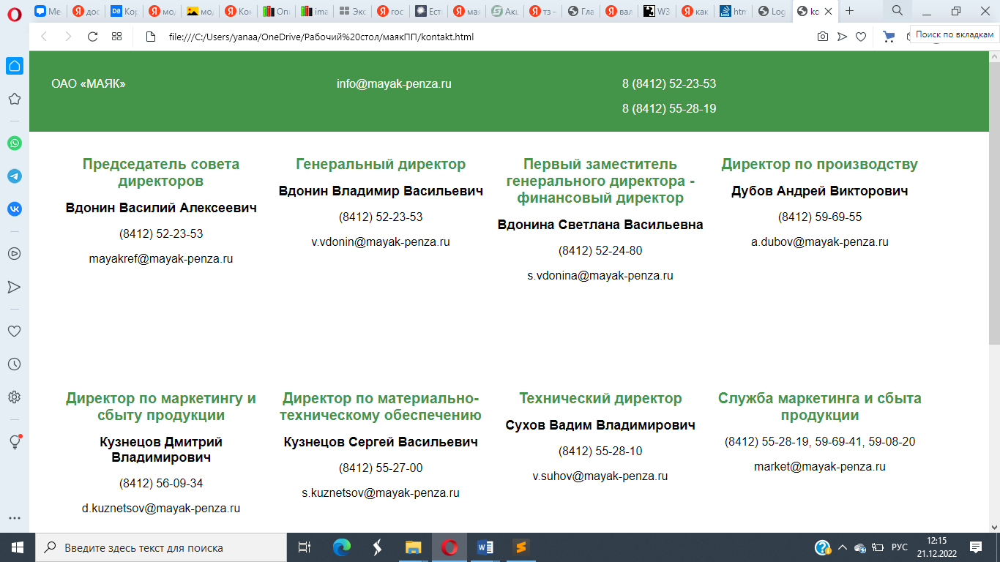 Ме
дос
Кор
мод
мод
Кон
Опи
ima
Экс
гос
Ест
мая
Акц
тз –
Гла
вал
W3
как
htm
Log
ko
file:///C:/Users/yanaa/OneDrive/Рабочий%20стол/маякПП/kontakt.html
Поиск по вкладкам
ОАО «МАЯК»
info@mayak-penza.ru
8 (8412) 52-23-53
8 (8412) 55-28-19
Председатель совета
директоров
Вдонин Василий Алексеевич
(8412) 52-23-53
mayakref@mayak-penza.ru
Генеральный директор
Вдонин Владимир Васильевич
(8412) 52-23-53
v.vdonin@mayak-penza.ru
Первый заместитель
генерального директора -
финансовый директор
Вдонина Светлана Васильевна
(8412) 52-24-80
s.vdonina@mayak-penza.ru
Директор по производству
Дубов Андрей Викторович
(8412) 59-69-55
a.dubov@mayak-penza.ru
Директор по маркетингу и
сбыту продукции
Кузнецов Дмитрий
Владимирович
(8412) 56-09-34
d.kuznetsov@mayak-penza.ru
Директор по материально-
техническому обеспечению
Кузнецов Сергей Васильевич
(8412) 55-27-00
s.kuznetsov@mayak-penza.ru
Технический директор
Сухов Вадим Владимирович
(8412) 55-28-10
v.suhov@mayak-penza.ru
Служба маркетинга и сбыта
продукции
(8412) 55-28-19, 59-69-41, 59-08-20
market@mayak-penza.ru
Введите здесь текст для поиска
РУС
12:15
21.12.2022